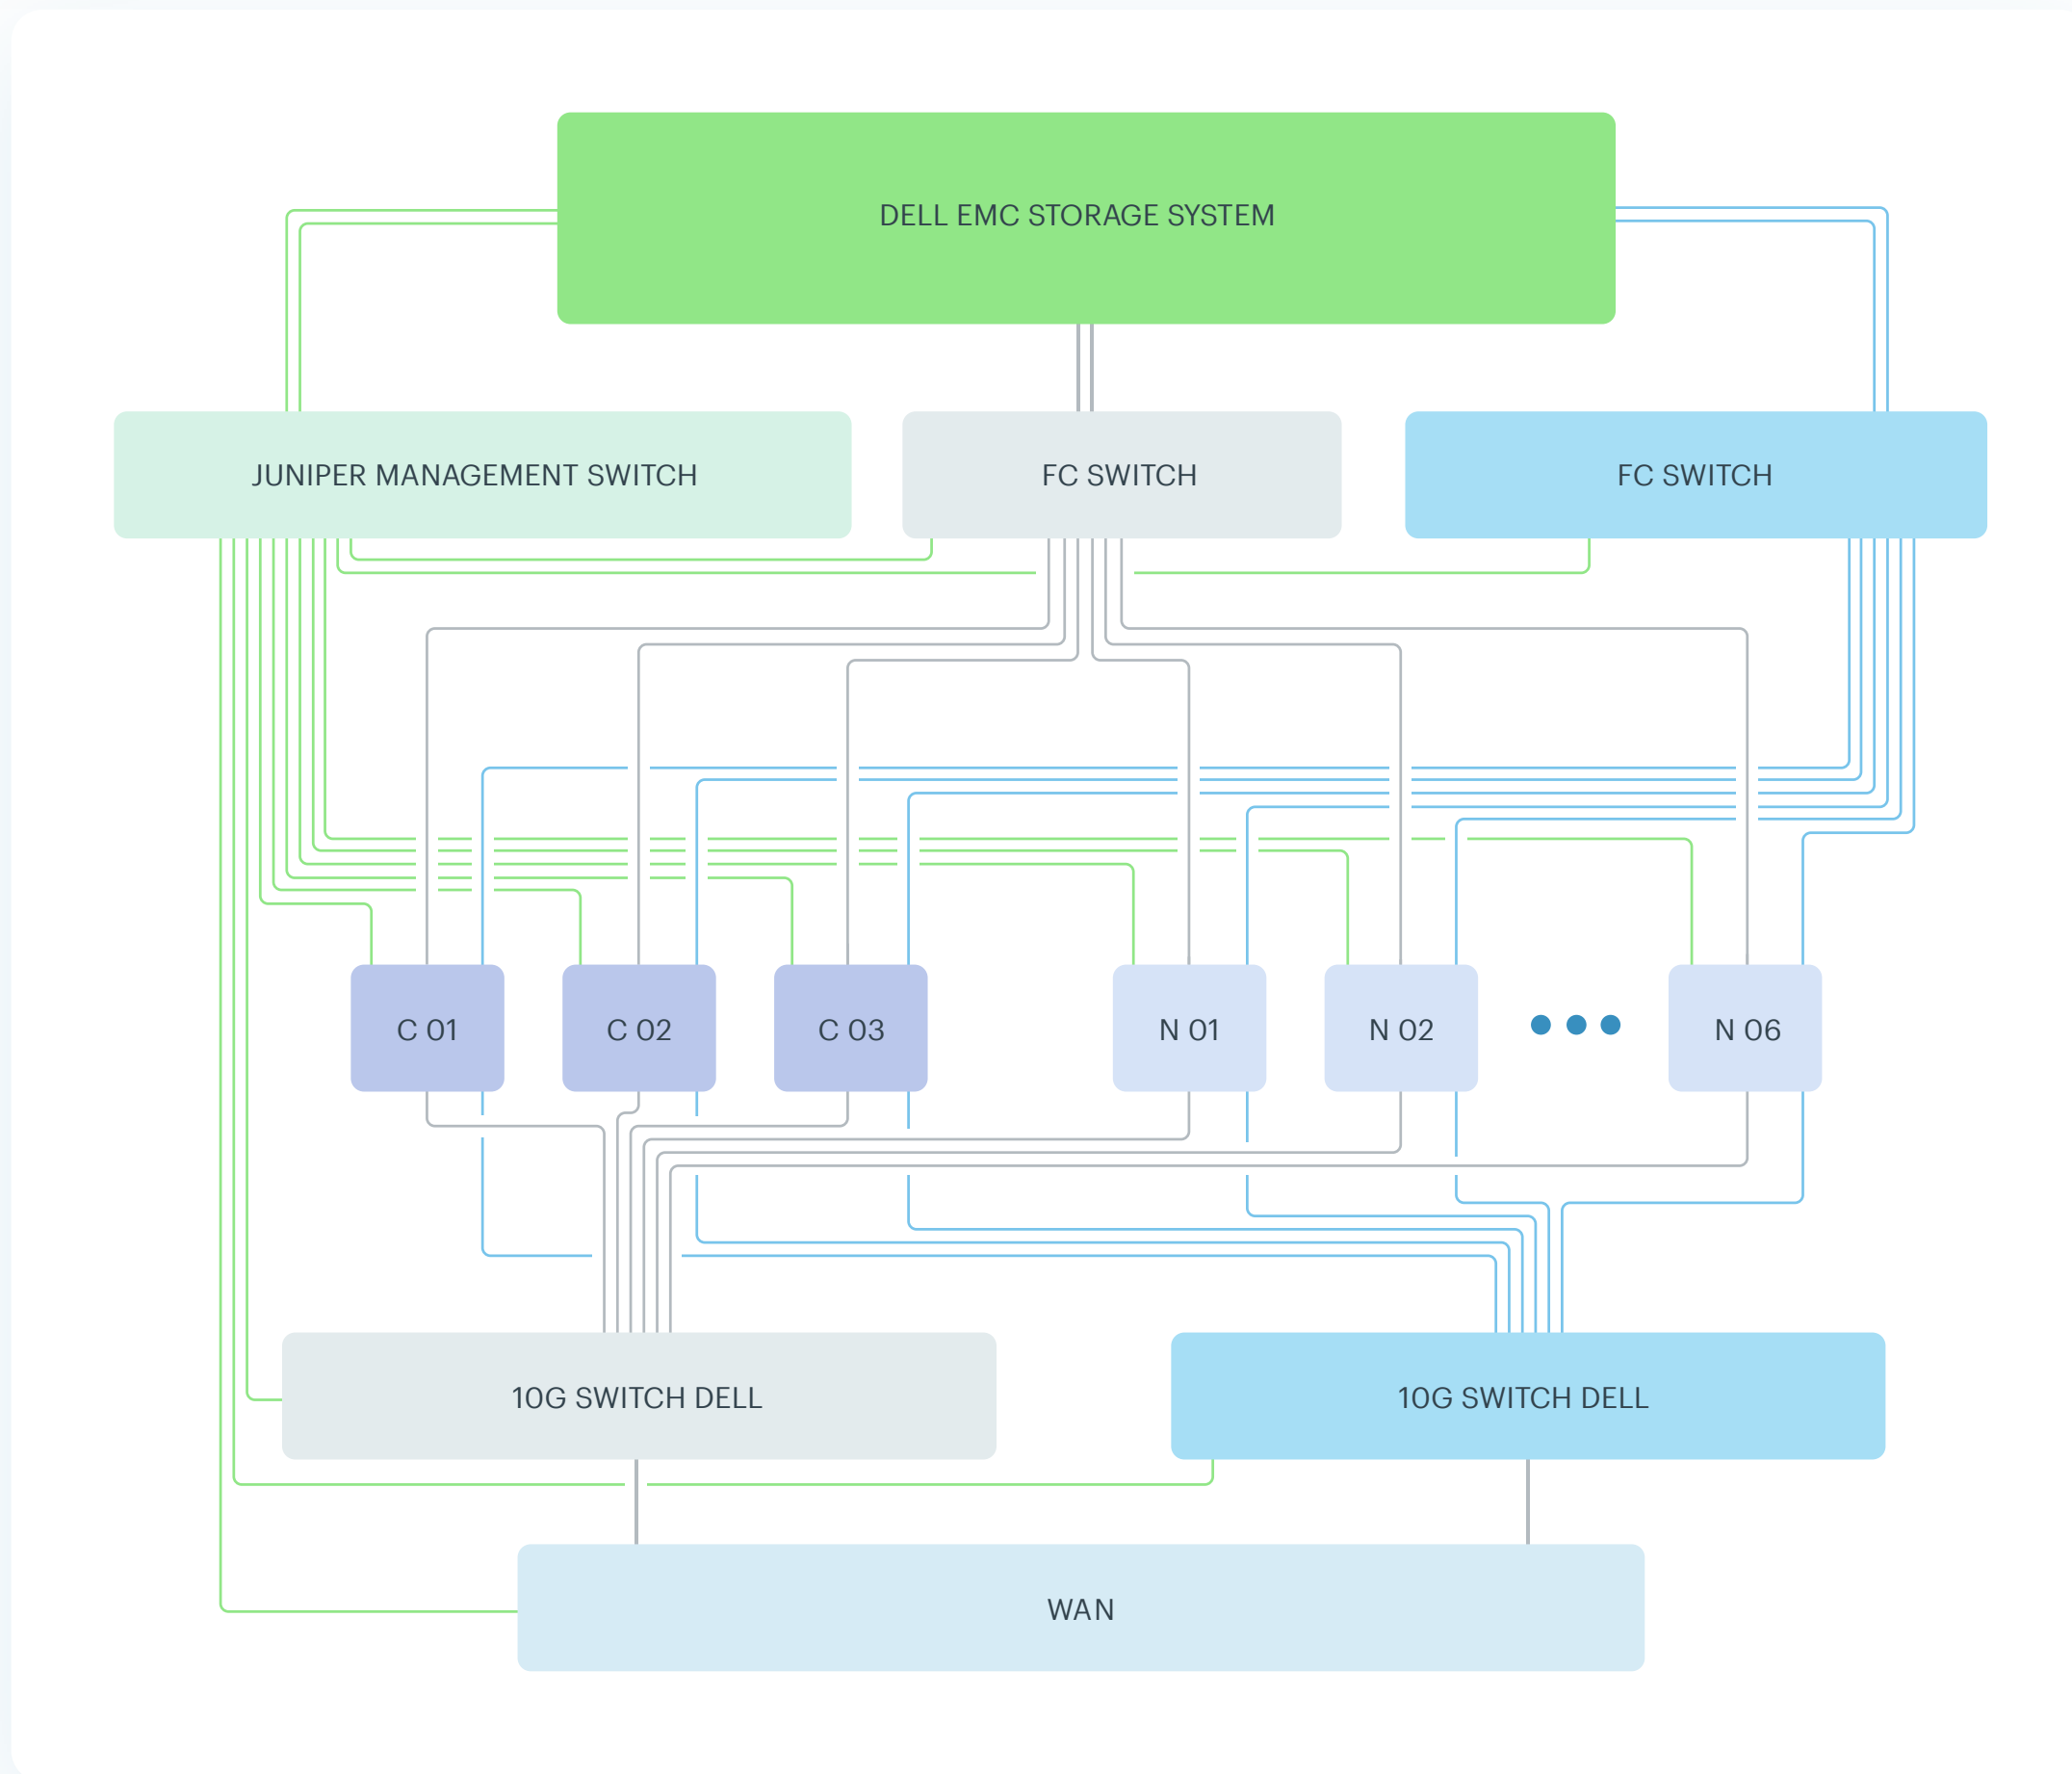 DELL EMC STORAGE SYSTEM
JUNIPER MANAGEMENT SWITCH
FC SWITCH
FC SWITCH
C 01
C 02
C 03
N 01
N 02
N 06
10G SWITCH DELL
10G SWITCH DELL
WAN